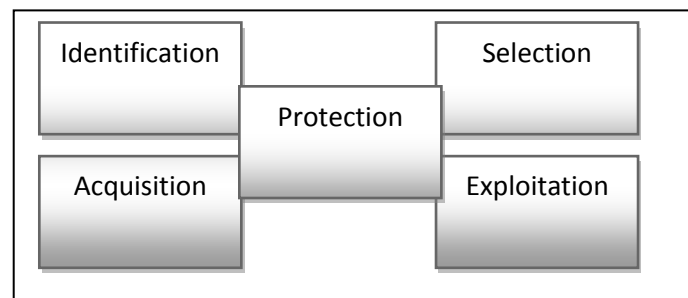 Identification
Selection
Protection
Acquisition
Exploitation